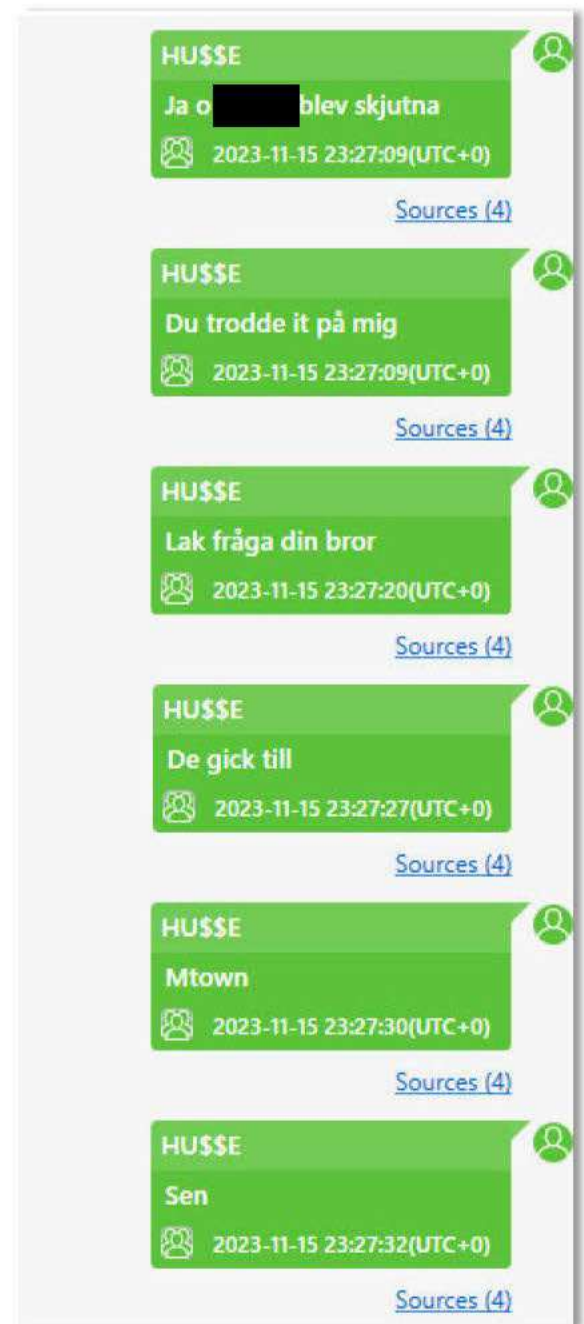 HU$$E
Ja o blev skjutna
2023-11-15 23:27:09(UTC+0)
Sources (4)
HU$$E
Du trodde it på mig
2023-11-15 23:27:09(UTC+0)
Sources (4)
HU$$E
Lak fråga din bror
2023-11-15 23:27:20(UTC+0)
Sources (4)
HU$$E
De gick till
2023-11-15 23:27:27(UTC+0)
Sources (4)
HU$$E
Mtown
2023-11-15 23:27:30(UTC+0)
Sources (4)
HU$$E
Sen
2023-11-15 23:27:32(UTC+0)
Sources (4)